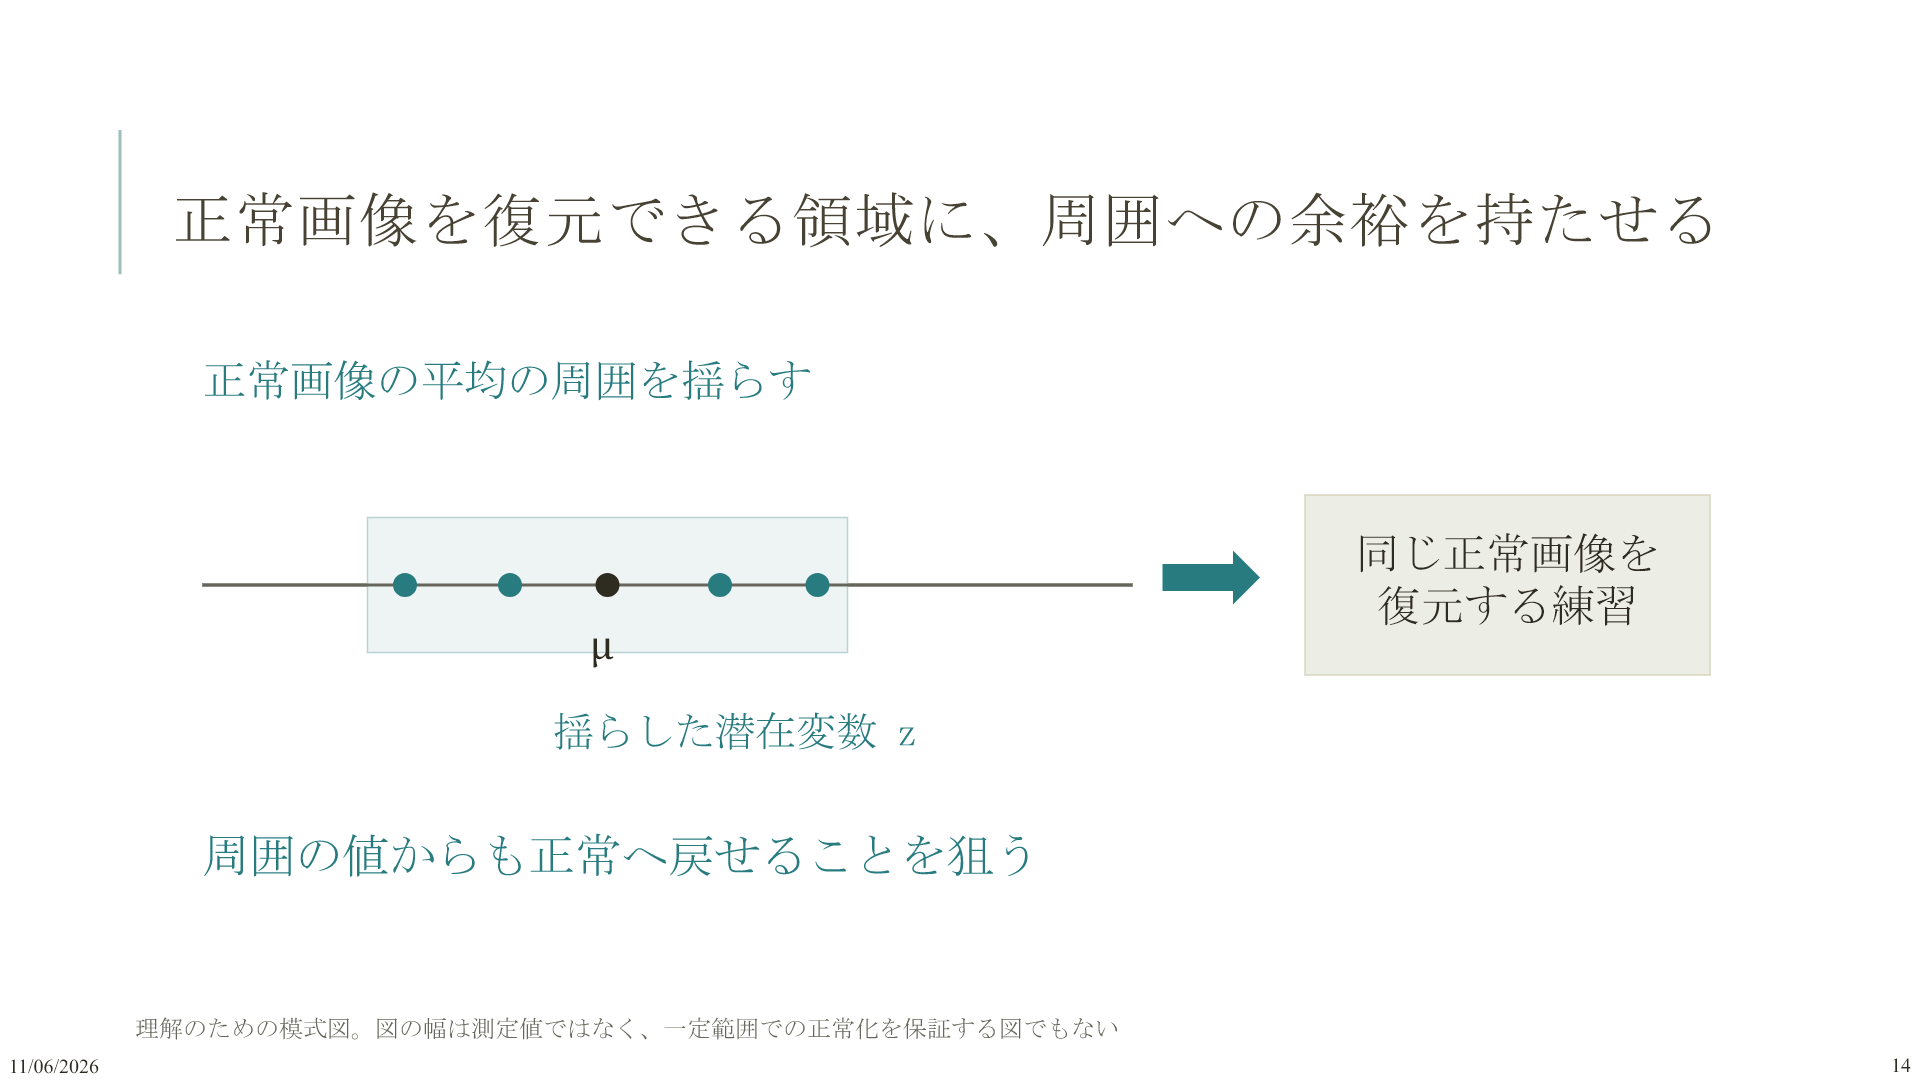 正常画像を復元できる領域に、周囲への余裕を持たせる
正常画像の平均の周囲を揺らす
同じ正常画像を
復元する練習
μ
揺らした潜在変数 z
周囲の値からも正常へ戻せることを狙う
理解のための模式図。図の幅は測定値ではなく、一定範囲での正常化を保証する図でもない
11/06/2026
14